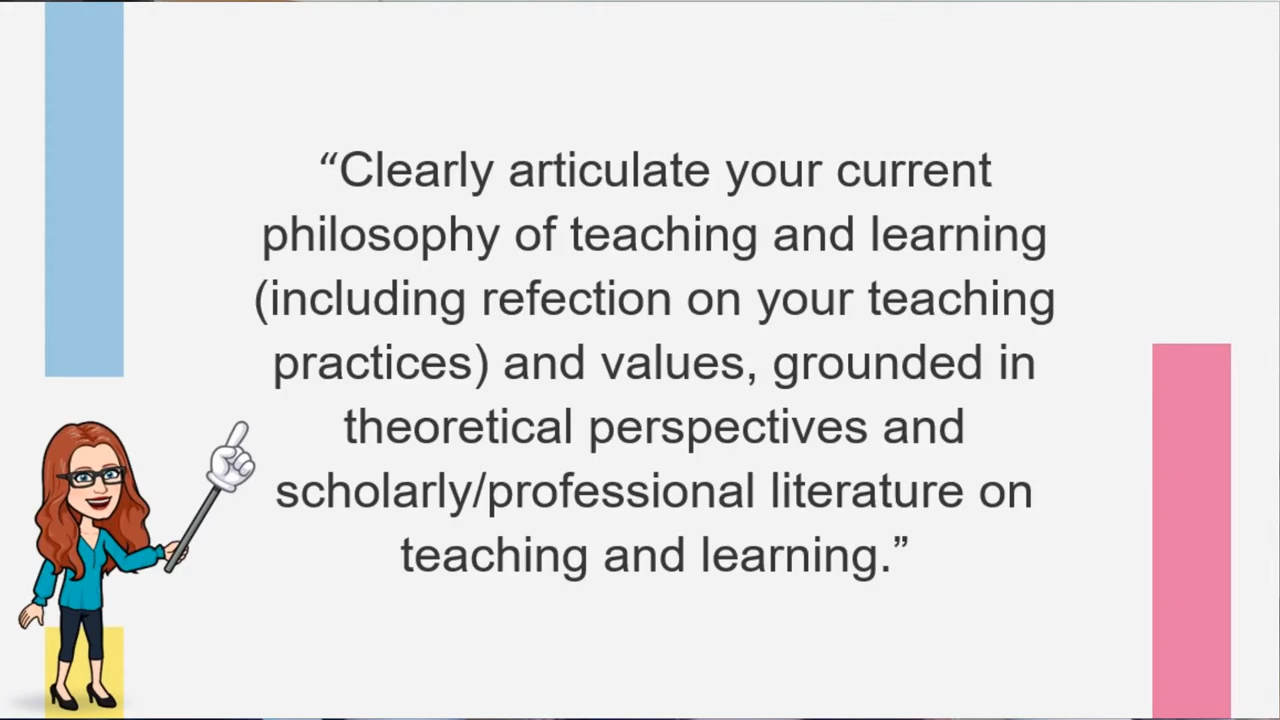 “Clearly articulate your current
philosophy of teaching and learning
(including refection on your teaching
practices) and values, grounded in
theoretical perspectives and
scholarly/professional literature on
teaching and learning.”